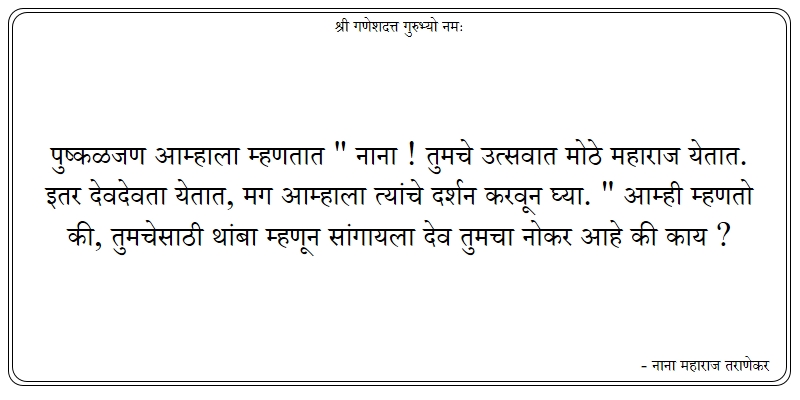 श्री गणेशदत्त गुरुभ्यो नमः
पुष्कळजण आम्हाला म्हणतात " नाना ! तुमचे उत्सवात मोठे महाराज येतात.
इतर देवदेवता येतात, मग आम्हाला त्यांचे दर्शन करवून घ्या. " आम्ही म्हणतो
की, तुमचेसाठी थांबा म्हणून सांगायला देव तुमचा नोकर आहे की काय ?
- नाना महाराज तराणेकर